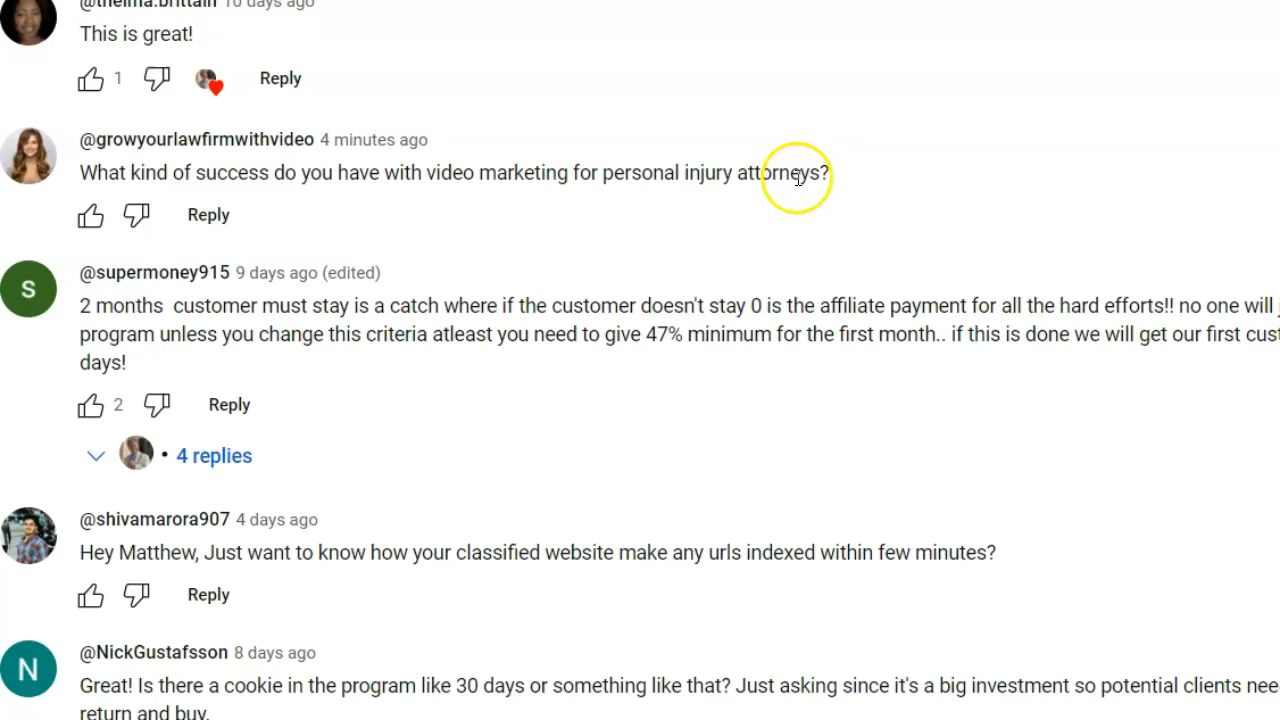 @thelma.brittain 10 days ago
This is great!
1 Reply
@growyourlawfirmwithvideo 4 minutes ago
What kind of success do you have with video marketing for personal injury attorneys?
Reply
S
@supermoney915 9 days ago (edited)
2 months customer must stay is a catch where if the customer doesn't stay 0 is the affiliate payment for all the hard efforts!! no one will
program unless you change this criteria atleast you need to give 47% minimum for the first month.. if this is done we will get our first
days!
2 Reply
• 4 replies
@shivamarora907 4 days ago
Hey Matthew, Just want to know how your classified website make any urls indexed within few minutes?
Reply
N
@NickGustafsson 8 days ago
Great! Is there a cookie in the program like 30 days or something like that? Just asking since it's a big investment so potential clients
return and buy.